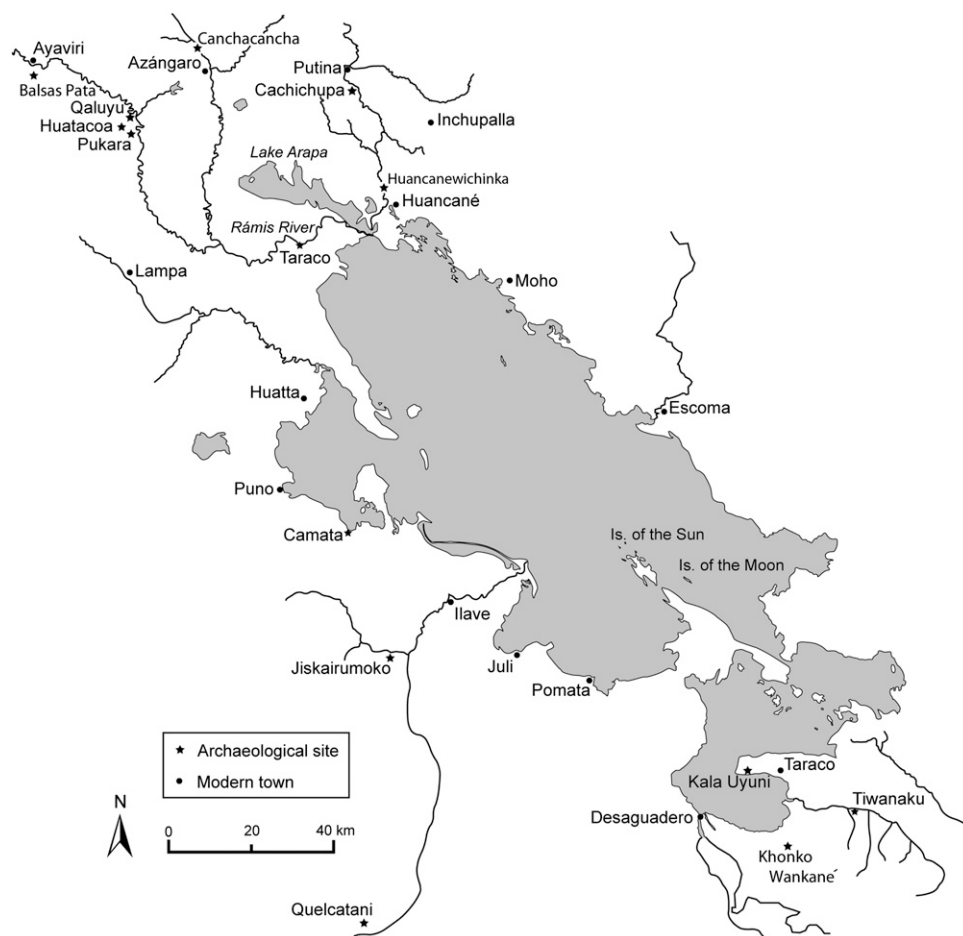 Canchacancha
Ayaviri
Azángaro
Putina
Balsas Pata
Cachichupa
Qaluyu
Huatacoa
Inchupalla
Pukara
Lake Arapa
Huancanewichinka
Huancané
Rámis River
Taraco
Lampa
Moho
Huatta
Escoma
Puno
Camata
Is. of the Sun
Is. of the Moon
Ilave
Jiskairumoko
Juli
Pomata
Archaeological site
Modern town
Kala Uyuni
Taraco
Tiwanaku
N
0 20 40 km
Desaguadero
Khonko
Wankané
Quelcatani